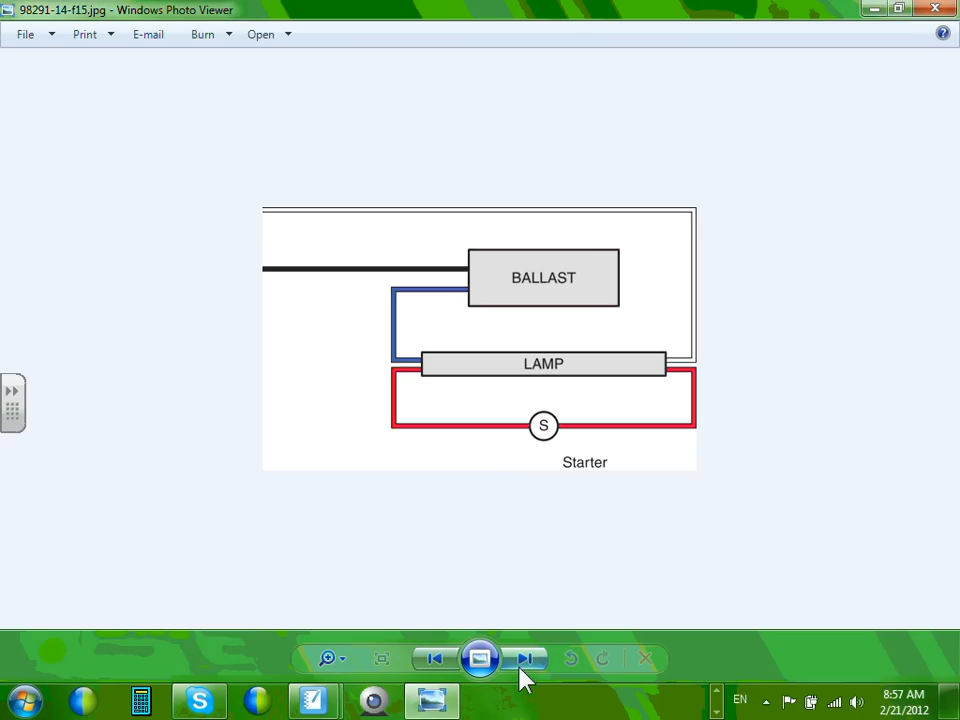 98291-14-f15.jpg - Windows Photo Viewer
File Print E-mail Burn Open
BALLAST
LAMP
S
Starter
EN
8:57 AM
2/21/2012